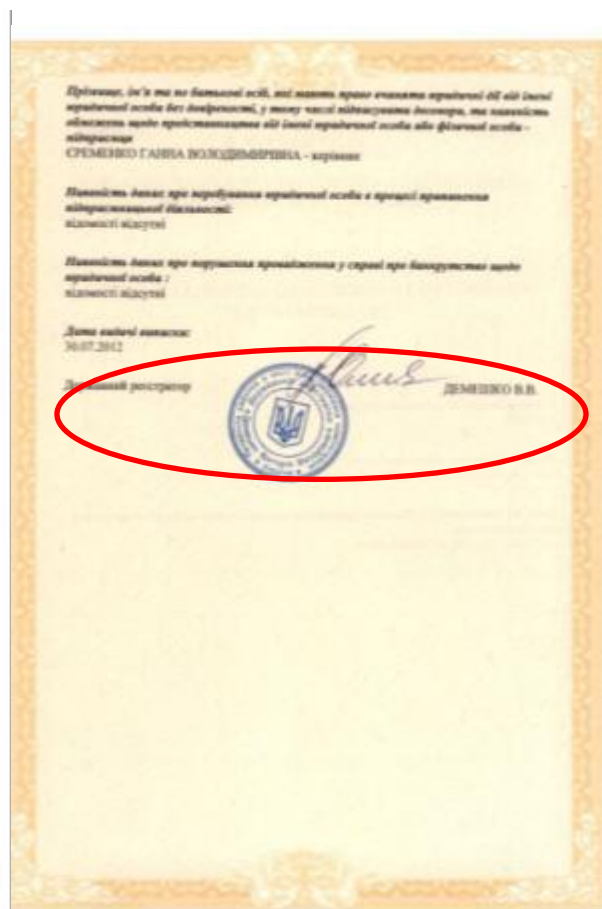 Прізвище, ім'я та по батькові осіб, які мають право вчиняти юридичні дії від імені
юридичної особи без довіреності, у тому числі підписувати договори, та наявність
обмежень щодо представництва від імені юридичної особи або фізичної особи -
підприємця
ЄРЕМЕНКО ГАННА ВОЛОДИМИРІВНА - керівник
Наявність даних про перебування юридичної особи в процесі припинення
підприємницької діяльності:
відомості відсутні
Наявність даних про порушення провадження у справі про банкрутство щодо
юридичної особи :
відомості відсутні
Дата видачі виписки:
30.07.2012
Державний реєстратор
ДЕМЕШКО В.В.